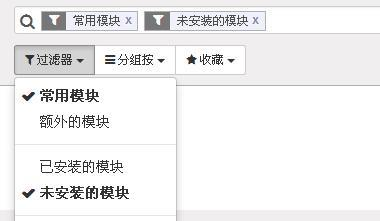 常用模块 x 未安装的模块 x
过滤器 分组按 收藏
常用模块
额外的模块
已安装的模块
未安装的模块